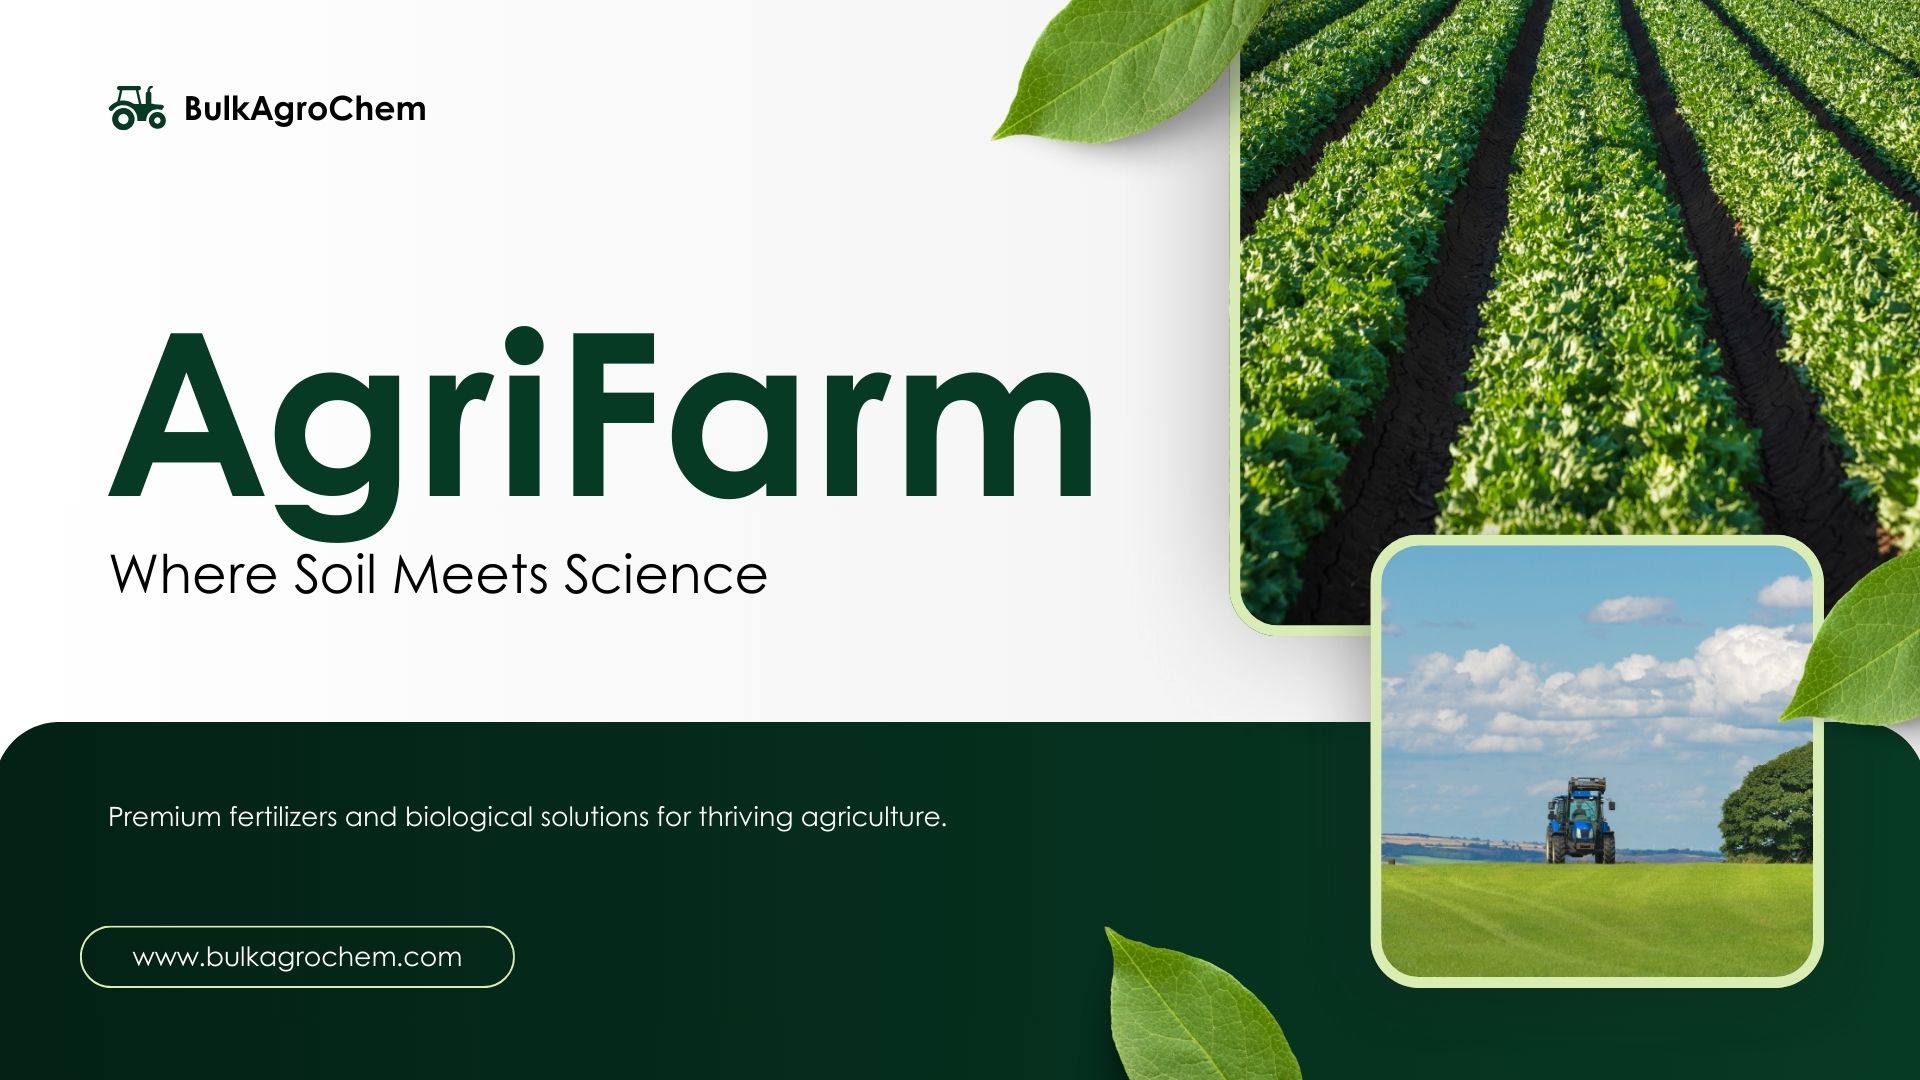 BulkAgroChem
AgriFarm
Where Soil Meets Science
Premium fertilizers and biological solutions for thriving agriculture.
www.bulkagrochem.com